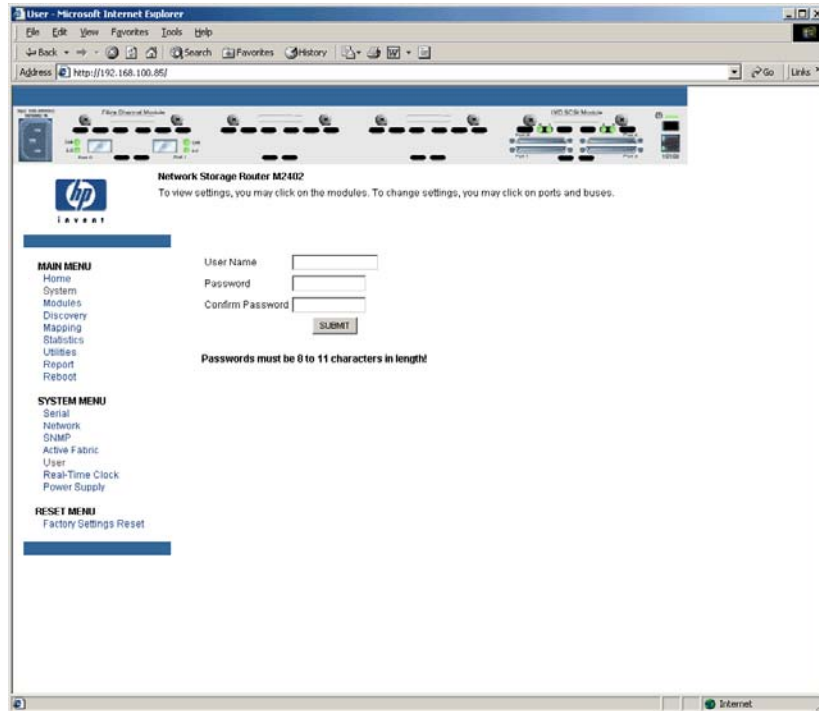 User - Microsoft Internet Explorer
File Edit View Favorites Tools Help
Back Search Favorites History
Address http://192.168.100.85/ Go Links »
Fibre Channel Module LVD SCSI Module
Port 0 Port 1
Network Storage Router M2402
To view settings, you may click on the modules. To change settings, you may click on ports and buses.
hp
invent
MAIN MENU
Home
System
Modules
Discovery
Mapping
Statistics
Utilities
Report
Reboot
SYSTEM MENU
Serial
Network
SNMP
Active Fabric
User
Real-Time Clock
Power Supply
RESET MENU
Factory Settings Reset
User Name
Password
Confirm Password
SUBMIT
Passwords must be 8 to 11 characters in length!
Internet